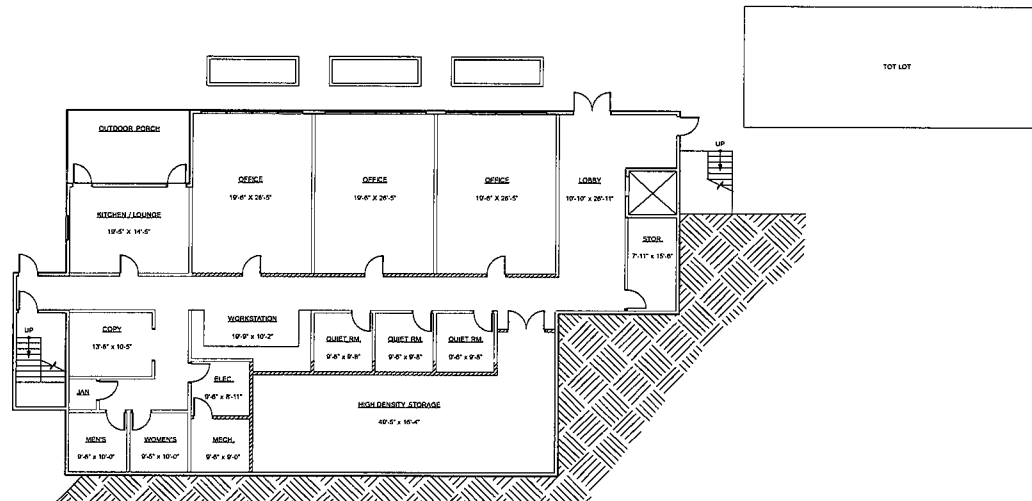 TOT LOT
OUTDOOR PORCH
UP
OFFICE
19'-6" X 26'-5"
OFFICE
19'-6" X 26'-5"
OFFICE
19'-6" X 26'-5"
LOBBY
10'-10" x 26'-11"
KITCHEN / LOUNGE
19'-5" X 14'-5"
STOR.
7'-11" x 15'-6"
UP
COPY
13'-8" x 10'-5"
WORKSTATION
19'-9" x 10'-2"
QUIET RM.
9'-6" x 9'-8"
QUIET RM.
9'-6" x 9'-8"
QUIET RM.
9'-6" x 9'-8"
JAN
ELEC.
9'-6" x 8'-11"
HIGH DENSITY STORAGE
49'-5" x 16'-4"
MEN'S
9'-6" x 10'-0"
WOMEN'S
9'-5" x 10'-0"
MECH.
9'-6" x 9'-0"